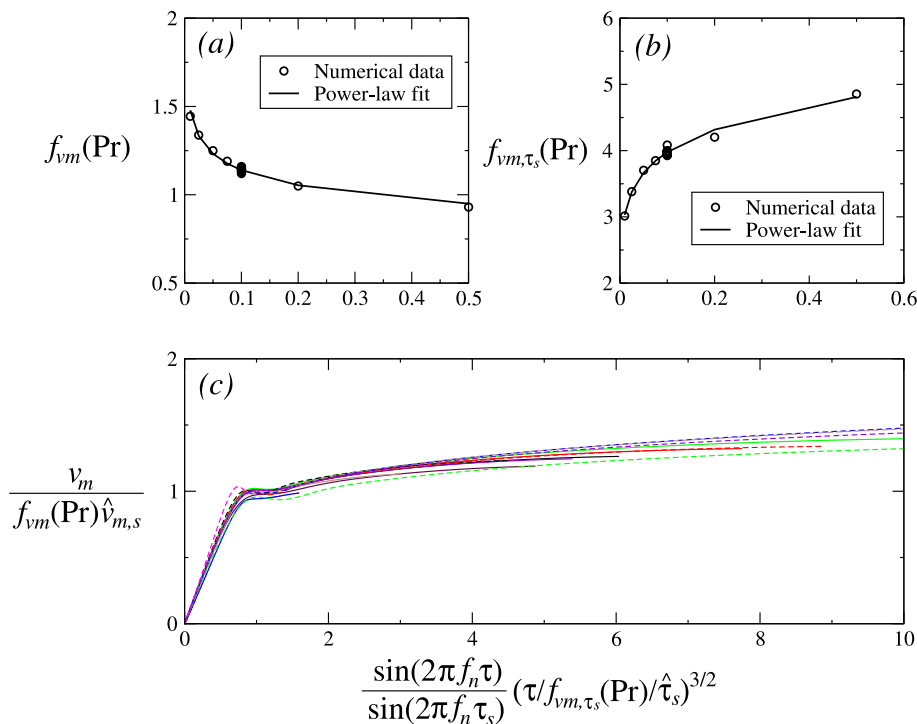 2
(a)
Numerical data
Power-law fit
1.5
f_vm(Pr)
1
0.5
0 0.1 0.2 0.3 0.4 0.5
6
(b)
5
f_vm,τ_s(Pr)
4
Numerical data
Power-law fit
3
2
0 0.2 0.4 0.6
2
(c)
v_m
1
f_vm(Pr)v̂_m,s
0
0 2 4 6 8 10
sin(2πf_nτ)
sin(2πf_nτ_s)
(τ/f_vm,τ_s(Pr)/τ̂_s)^3/2